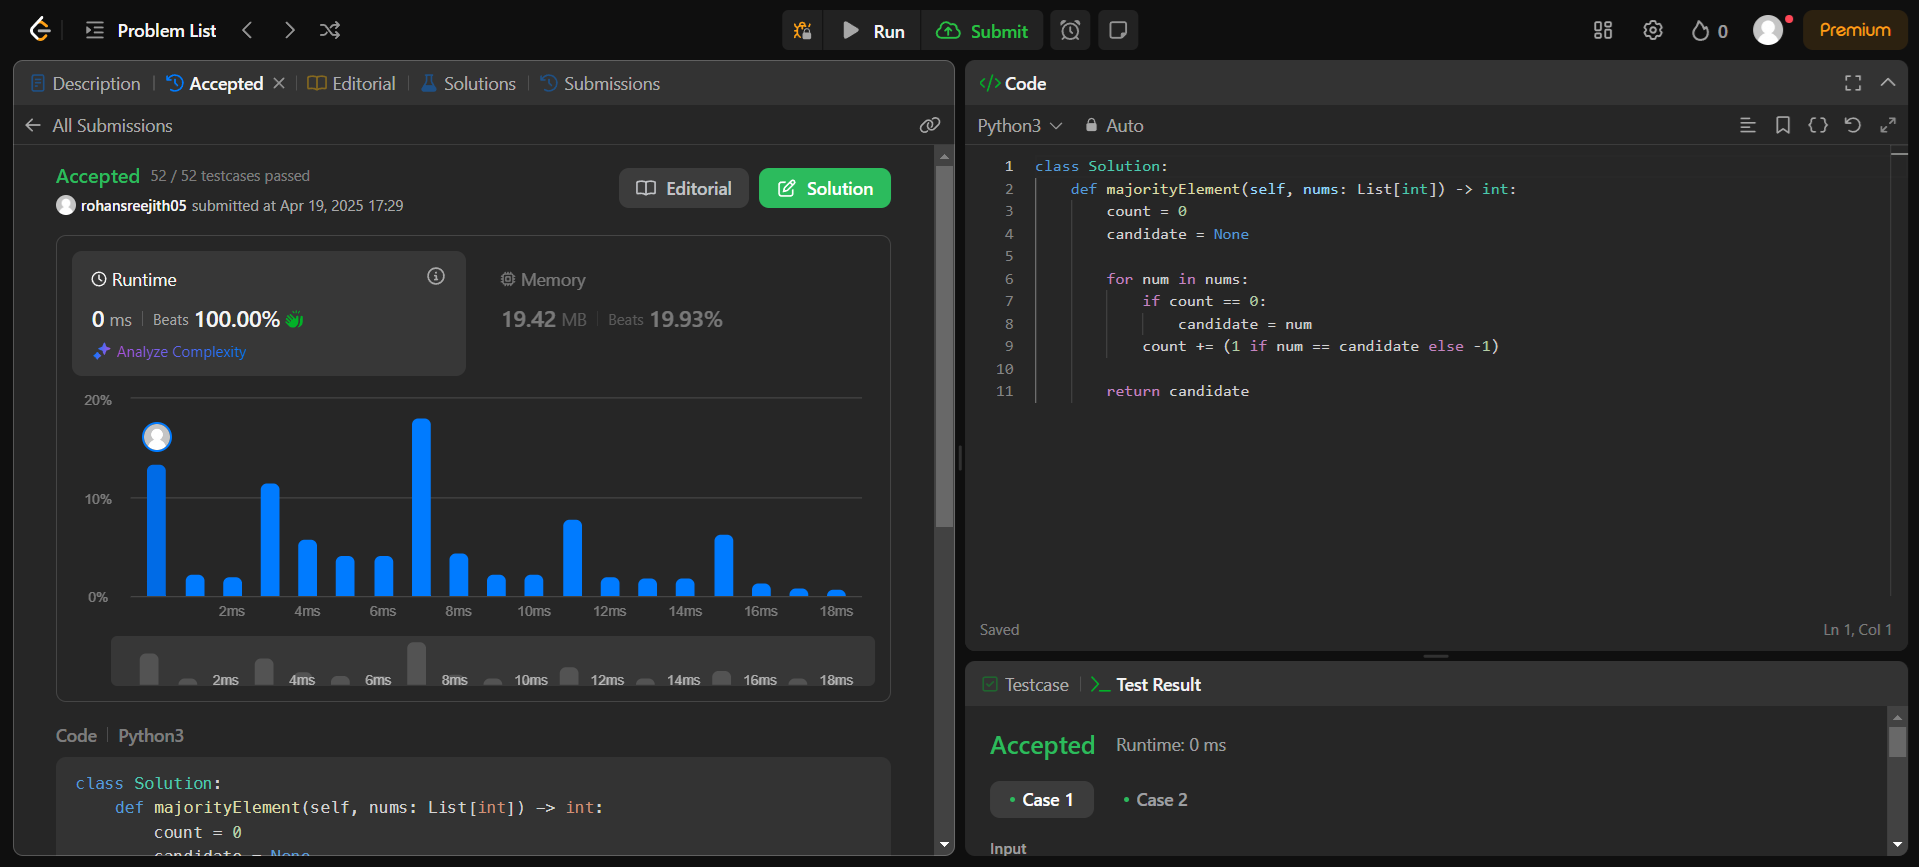 Problem List
Run
Submit
0
Premium
Description
Accepted
Editorial
Solutions
Submissions
All Submissions
Accepted 52 / 52 testcases passed
rohansreejith05 submitted at Apr 19, 2025 17:29
Editorial
Solution
Runtime
0 ms Beats 100.00%
Analyze Complexity
Memory
19.42 MB Beats 19.93%
20%
10%
0%
2ms 4ms 6ms 8ms 10ms 12ms 14ms 16ms 18ms
2ms 4ms 6ms 8ms 10ms 12ms 14ms 16ms 18ms
Code Python3
class Solution:
def majorityElement(self, nums: List[int]) -> int:
count = 0
candidate = None
</> Code
Python3 Auto
1 class Solution:
2 def majorityElement(self, nums: List[int]) -> int:
3 count = 0
4 candidate = None
5
6 for num in nums:
7 if count == 0:
8 candidate = num
9 count += (1 if num == candidate else -1)
10
11 return candidate
Saved
Ln 1, Col 1
Testcase
Test Result
Accepted Runtime: 0 ms
• Case 1
• Case 2
Input